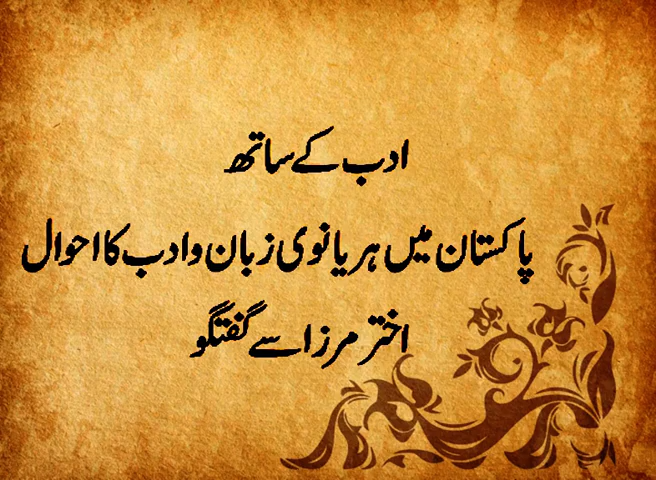 ادب کے ساتھ
پاکستان میں ہریانوی زبان و ادب کا احوال
اختر مرزا سے گفتگو